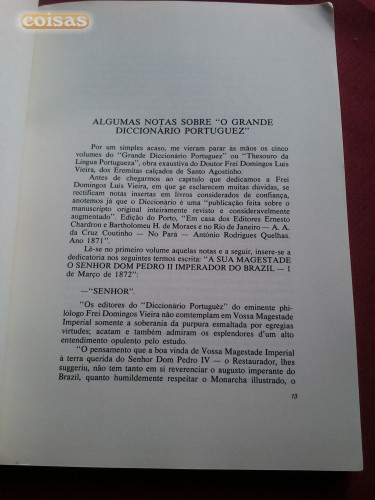 coisas
ALGUMAS NOTAS SOBRE "O GRANDE
DICCIONÁRIO PORTUGUEZ"
Por um simples acaso, me vieram parar às mãos os cinco
volumes do "Grande Diccionário Portuguez" ou "Thesouro da
Língua Portugueza", obra exaustiva do Doutor Frei Domingos Luis
Vieira, dos Eremitas calçados de Santo Agostinho.
Antes de chegarmos ao capítulo que dedicamos a Frei
Domingos Luis Vieira, em que se esclarecem muitas dúvidas, se
rectificam notas insertas em livros considerados de confiança,
anotemos já que o Diccionário é uma "publicação feita sobre o
manuscripto original inteiramente revisto e consideravelmente
augmentado". Edição do Porto, "Em casa dos Editores Ernesto
Chardron e Bartholomeu H. de Moraes e no Rio de Janeiro — A. A.
da Cruz Coutinho — No Pará — António Rodrigues Quelhas.
Ano 1871".
Lê-se no primeiro volume aquelas notas e a seguir, insere-se a
dedicatoria nos seguintes termos escrita: "A SUA MAGESTADE
O SENHOR DOM PEDRO II IMPERADOR DO BRAZIL — 1
de Março de 1872".
—"SENHOR".
"Os editores do "Diccionario Portuguèz" do eminente phi-
lólogo Frei Domingos Vieira não comtemplam em Vossa Magestade
Imperial somente a soberania da purpura esmaltada por egregias
virtudes; acatam e também admiram os esplendores d'um alto
entendimento opulento pelo estudo.
"O pensamento que a boa vinda de Vossa Magestade Imperial
à terra querida do Senhor Dom Pedro IV — o Restaurador, lhes
suggeriu, não tem tanto em si reverenciar o augusto imperante do
Brazil, quanto humildemente respeitar o Monarcha illustrado, o
13